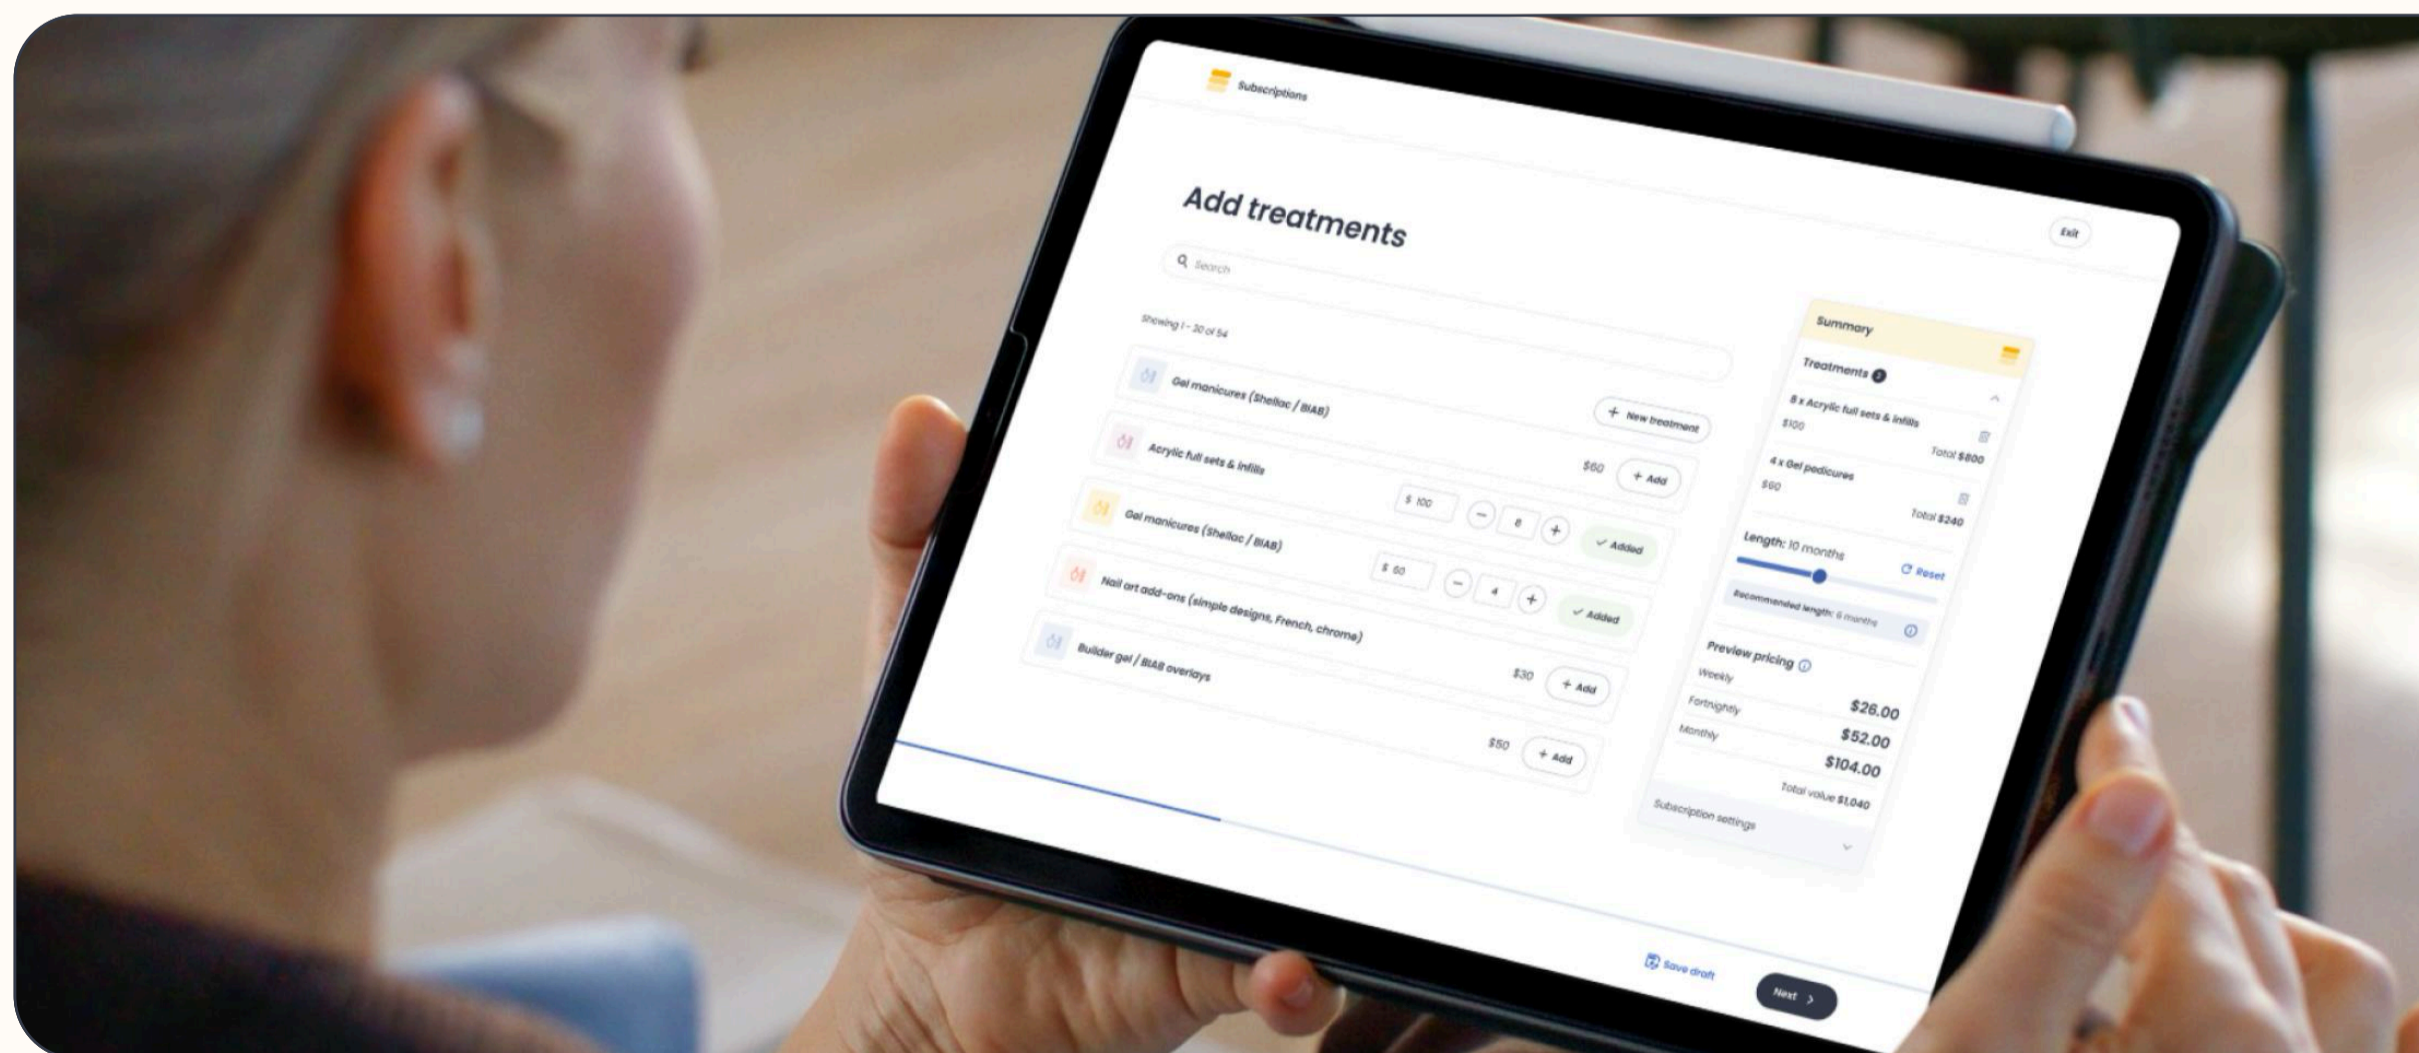 Subscriptions
Exit
Add treatments
Search
Showing 1 - 30 of 54
+ New treatment
Gel manicures (Shellac / BIAB)
$60
+ Add
Acrylic full sets & infills
$ 100
8
Added
Gel manicures (Shellac / BIAB)
$ 60
4
Added
Nail art add-ons (simple designs, French, chrome)
$30
+ Add
Builder gel / BIAB overlays
$50
+ Add
Summary
Treatments
8 x Acrylic full sets & infills
$100
Total $800
4 x Gel pedicures
$60
Total $240
Length: 10 months
Reset
Recommended length: 6 months
Preview pricing
Weekly
$26.00
Fortnightly
$52.00
Monthly
$104.00
Total value $1,040
Subscription settings
Save draft
Next